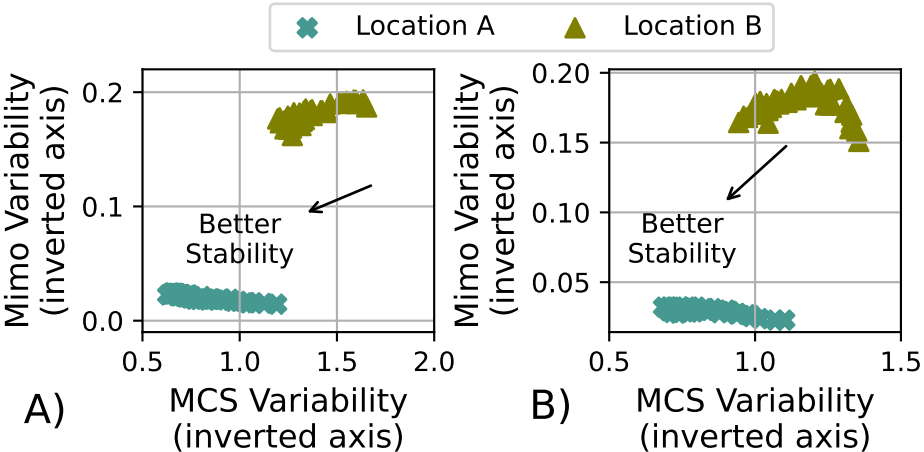 Location A
Location B
Mimo Variability
(inverted axis)
0.2
0.1
0.0
Better
Stability
0.5
1.0
1.5
2.0
MCS Variability
(inverted axis)
A)
Mimo Variability
(inverted axis)
0.20
0.15
0.10
0.05
Better
Stability
0.5
1.0
1.5
MCS Variability
(inverted axis)
B)